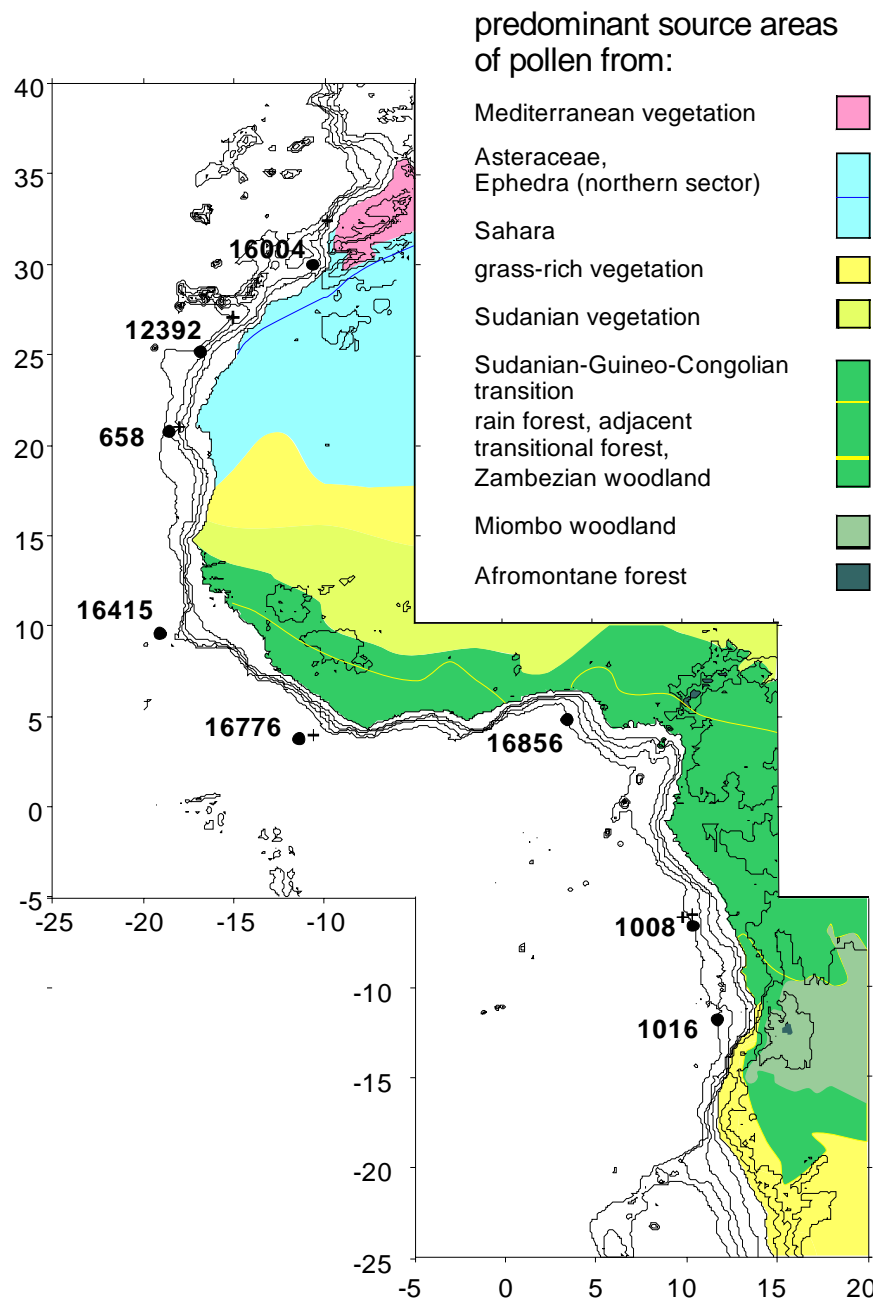 predominant source areas
of pollen from:
Mediterranean vegetation
Asteraceae,
Ephedra (northern sector)
Sahara
grass-rich vegetation
Sudanian vegetation
Sudanian-Guineo-Congolian
transition
rain forest, adjacent
transitional forest,
Zambezian woodland
Miombo woodland
Afromontane forest
40
35
30
25
20
15
10
5
0
-5
-25
-20
-15
-10
16004
12392
658
16415
16776
16856
1008
1016
-10
-15
-20
-25
-5
0
5
10
15
20